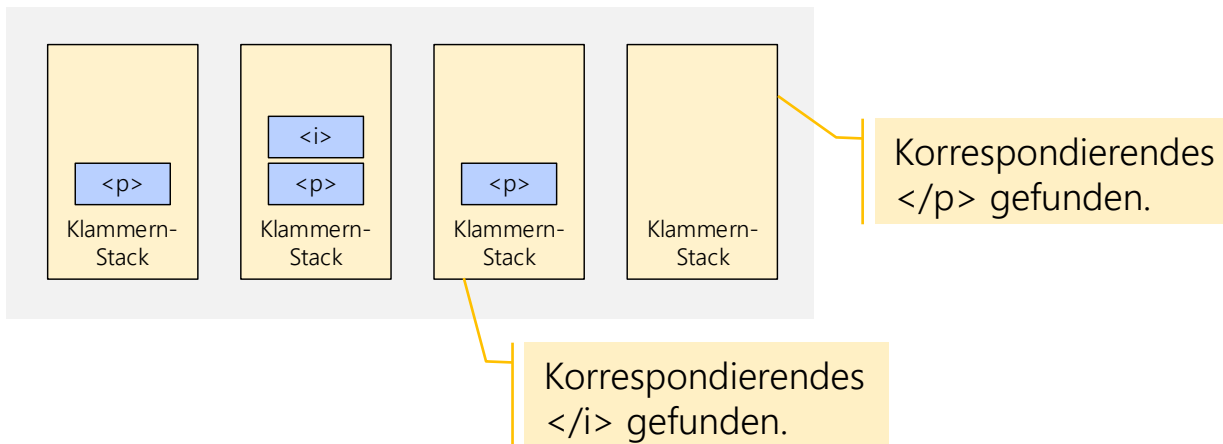 <p>
Klammern-
Stack
<i>
<p>
Klammern-
Stack
<p>
Klammern-
Stack
Klammern-
Stack
Korrespondierendes
</p> gefunden.
Korrespondierendes
</i> gefunden.